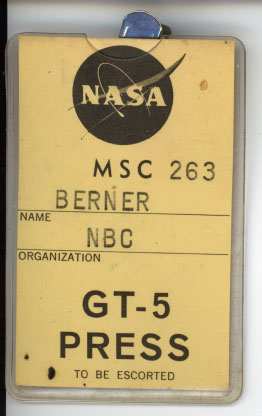 NASA
MSC 263
BERNER
NAME
NBC
ORGANIZATION
GT-5
PRESS
TO BE ESCORTED